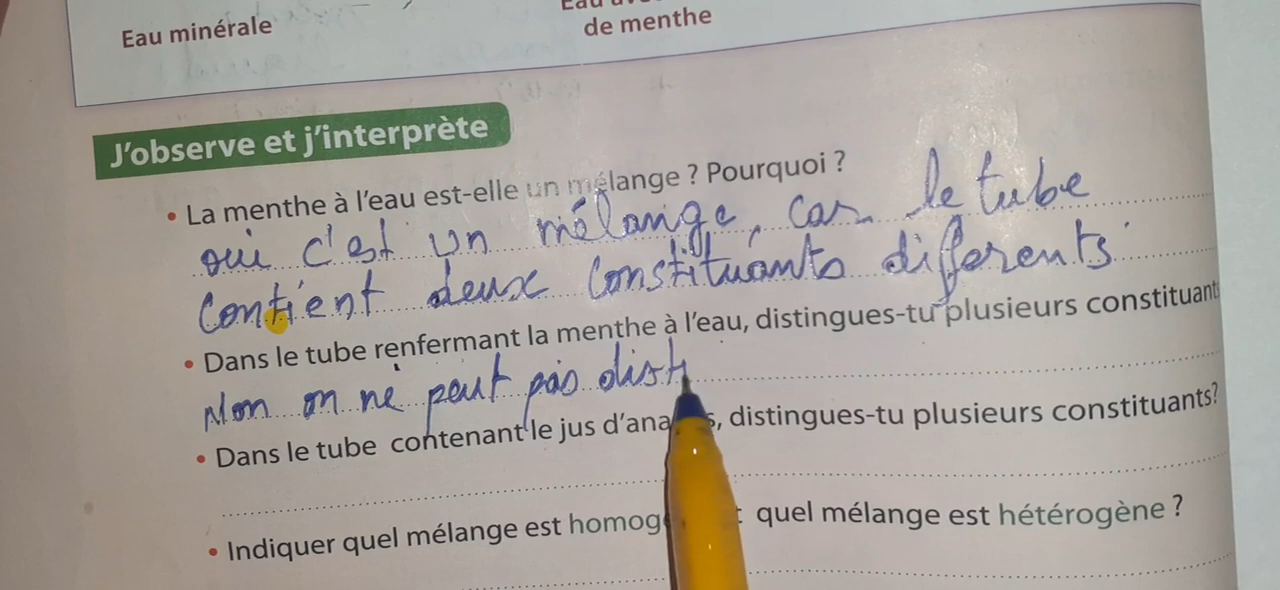 Eau minérale
de menthe
J'observe et j'interprète
• La menthe à l'eau est-elle un mélange ? Pourquoi ?
oui c'est un mélange, car le tube
contient deux constituants différents.
• Dans le tube renfermant la menthe à l'eau, distingues-tu plusieurs constituant
Non on ne peut pas dist
• Dans le tube contenant le jus d'ana s, distingues-tu plusieurs constituants?
• Indiquer quel mélange est homog quel mélange est hétérogène ?